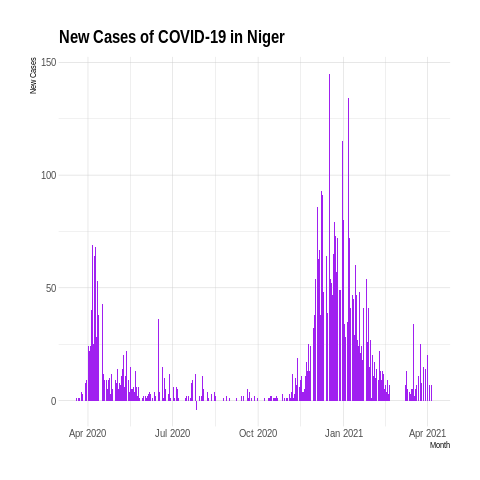 New Cases of COVID-19 in Niger
New Cases
150
100
50
0
Apr 2020 Jul 2020 Oct 2020 Jan 2021 Apr 2021
Month